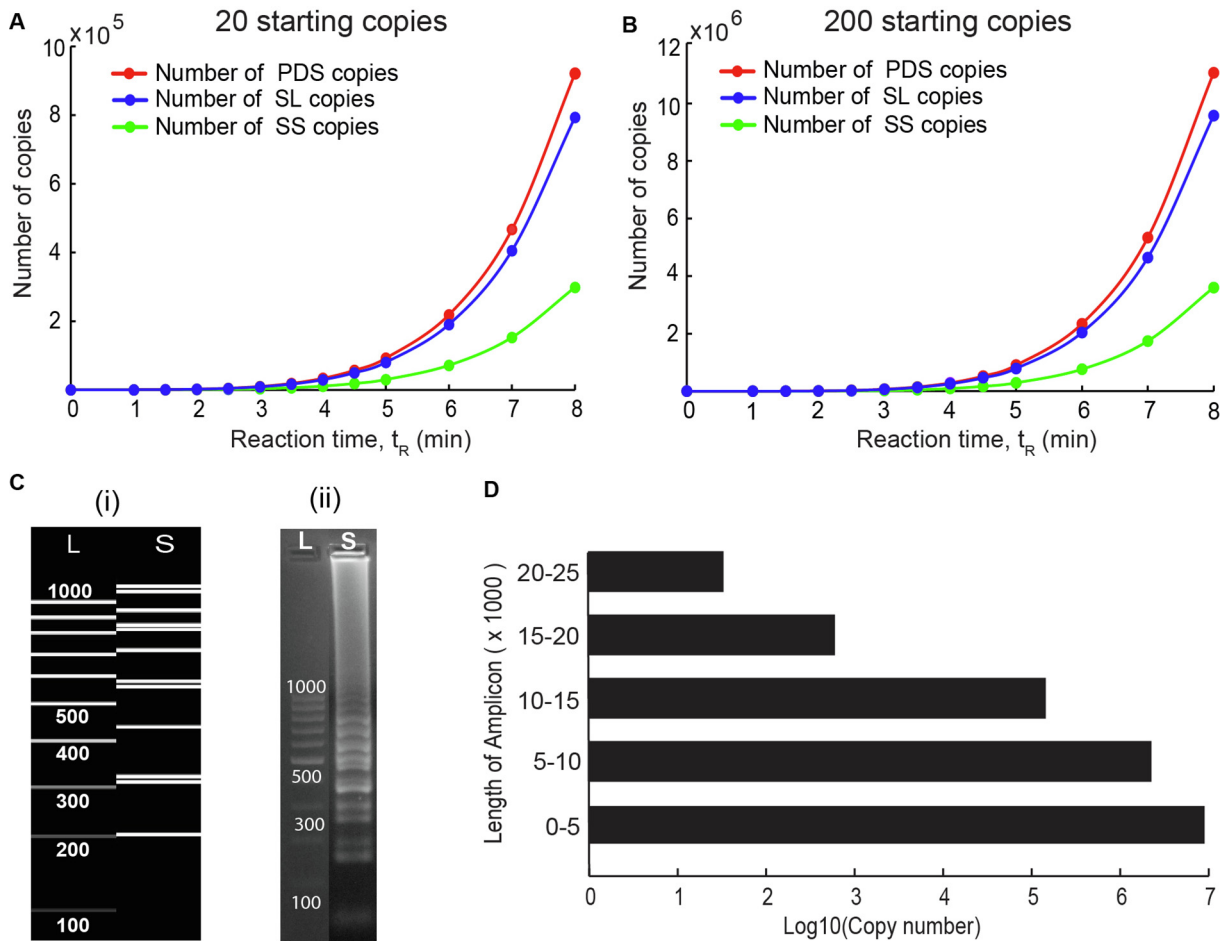 A
20 starting copies
×10⁵
10
8
6
4
2
0 1 2 3 4 5 6 7 8
Number of copies
Reaction time, t_R (min)
Number of PDS copies
Number of SL copies
Number of SS copies
B
200 starting copies
×10⁶
12
10
8
6
4
2
0 1 2 3 4 5 6 7 8
Number of copies
Reaction time, t_R (min)
Number of PDS copies
Number of SL copies
Number of SS copies
C
(i)
L S
1000
500
400
300
200
100
(ii)
L S
1000
500
300
100
D
Length of Amplicon ( x 1000 )
20-25
15-20
10-15
5-10
0-5
0 1 2 3 4 5 6 7
Log10(Copy number)